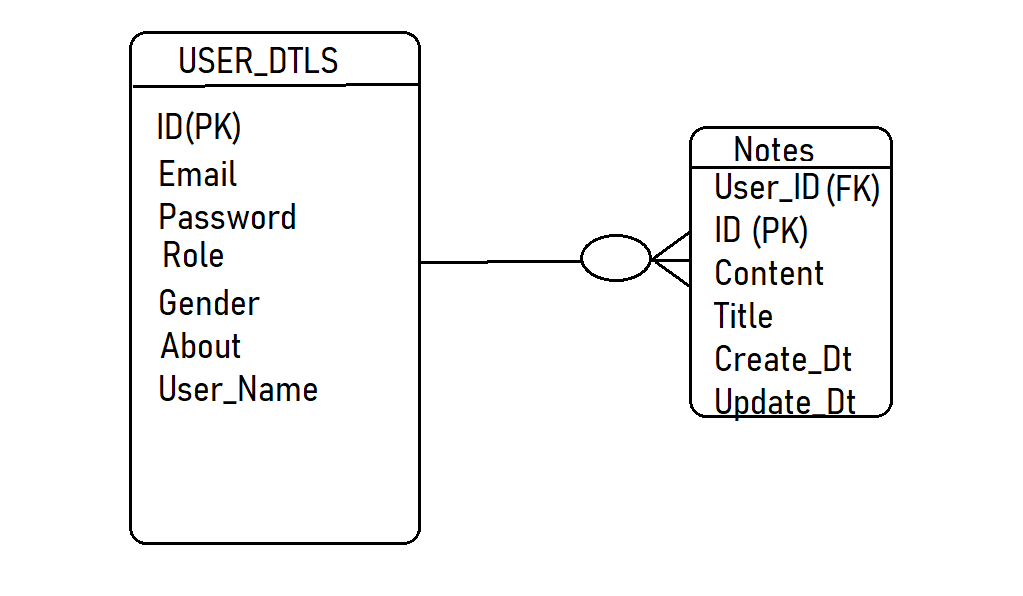 USER_DTLS
ID(PK)
Email
Password
Role
Gender
About
User_Name
Notes
User_ID (FK)
ID (PK)
Content
Title
Create_Dt
Update_Dt